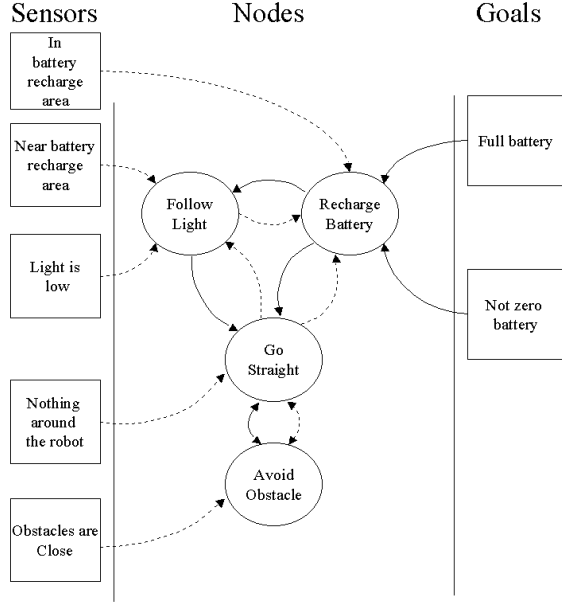 Sensors
Nodes
Goals
In
battery
recharge
area
Near battery
recharge
area
Light is
low
Nothing
around
the robot
Obstacles are
Close
Follow
Light
Recharge
Battery
Go
Straight
Avoid
Obstacle
Full battery
Not zero
battery